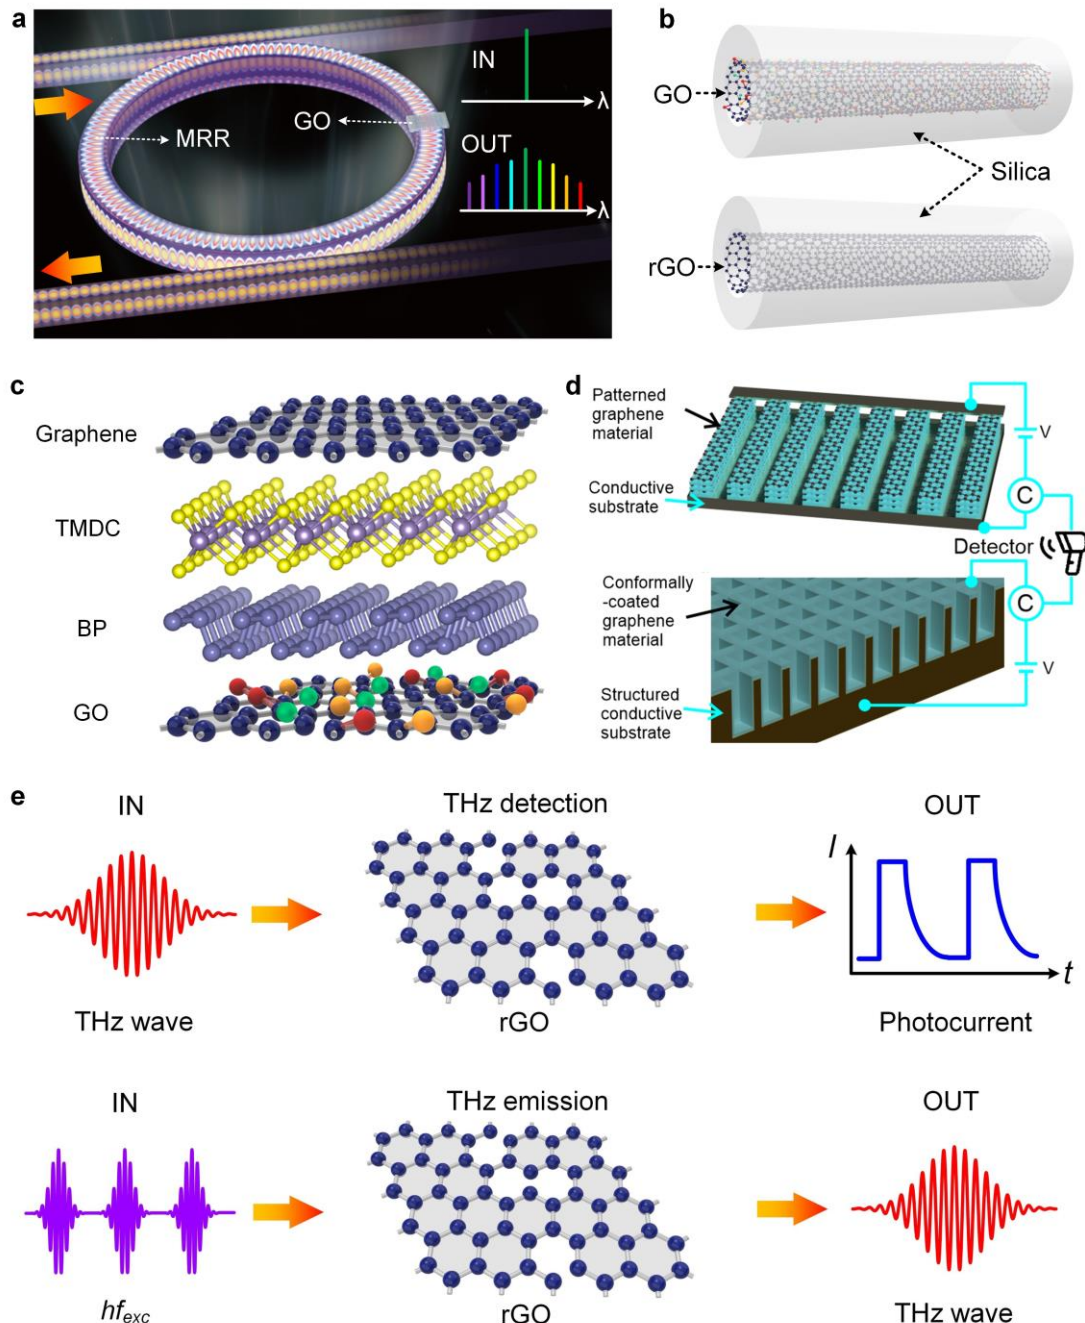 a
IN
λ
GO
MRR
OUT
λ
b
GO
Silica
rGO
c
Graphene
TMDC
BP
GO
d
Patterned
graphene
material
V
C
Conductive
substrate
Detector
Conformally
-coated
graphene
material
C
V
Structured
conductive
substrate
e
IN
THz detection
OUT
I
t
THz wave
rGO
Photocurrent
IN
THz emission
OUT
hfexc
rGO
THz wave